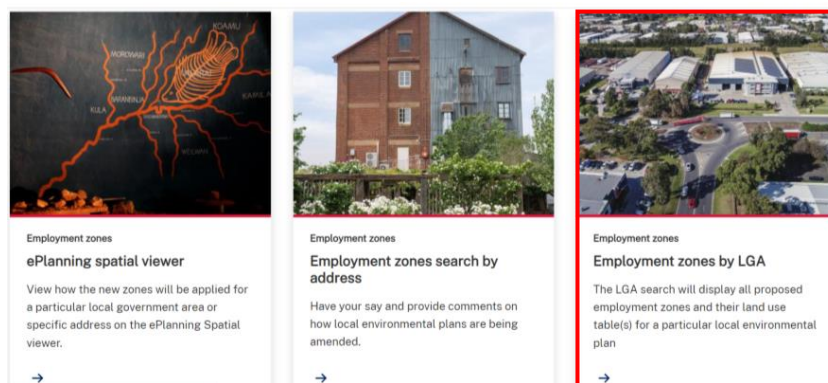 KOAMU
MOROWARI
KULA
Employment zones
ePlanning spatial viewer
View how the new zones will be applied for
a particular local government area or
specific address on the ePlanning Spatial
viewer.
Employment zones
Employment zones search by
address
Have your say and provide comments on
how local environmental plans are being
amended.
Employment zones
Employment zones by LGA
The LGA search will display all proposed
employment zones and their land use
table(s) for a particular local environmental
plan